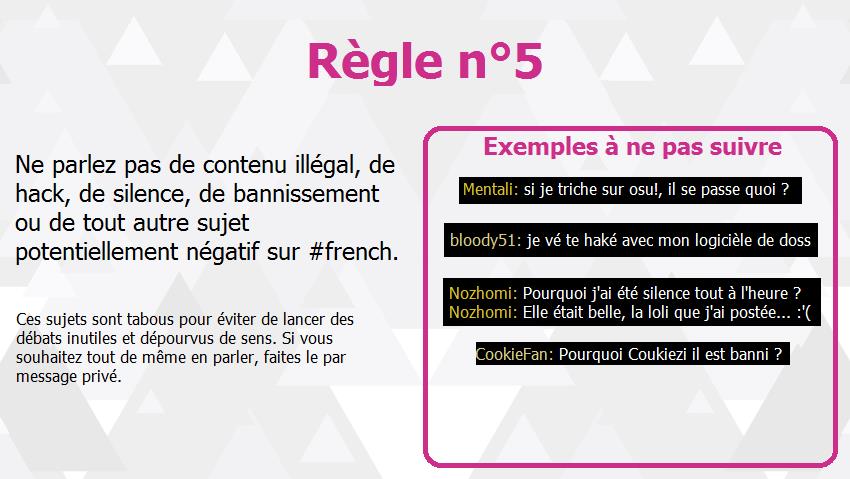 Règle n°5
Ne parlez pas de contenu illégal, de
hack, de silence, de bannissement
ou de tout autre sujet
potentiellement négatif sur #french.
Ces sujets sont tabous pour éviter de lancer des
débats inutiles et dépourvus de sens. Si vous
souhaitez tout de même en parler, faites le par
message privé.
Exemples à ne pas suivre
Mentali: si je triche sur osu!, il se passe quoi ?
bloody51: je vé te haké avec mon logicièle de doss
Nozhomi: Pourquoi j'ai été silence tout à l'heure ?
Nozhomi: Elle était belle, la loli que j'ai postée... :'(
CookieFan: Pourquoi Coukiezi il est banni ?